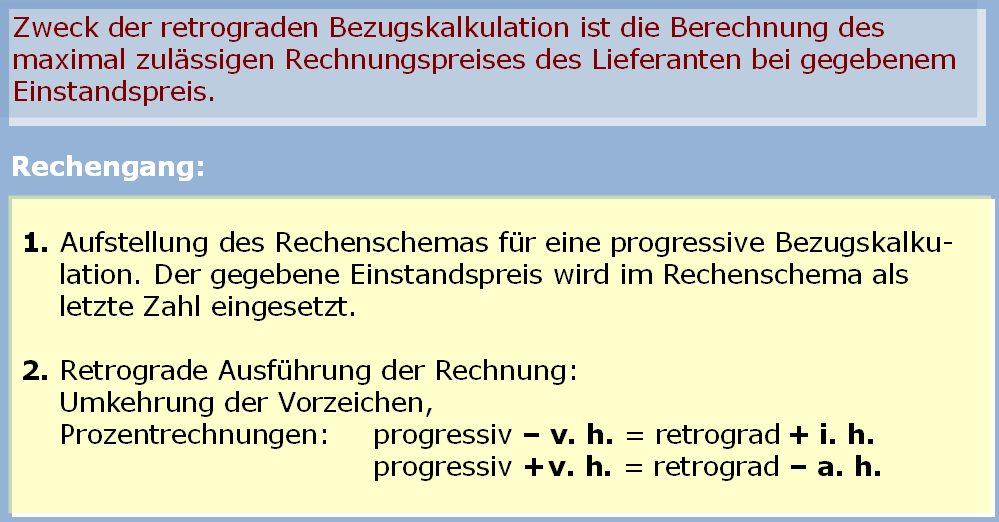 Zweck der retrograden Bezugskalkulation ist die Berechnung des
maximal zulässigen Rechnungspreises des Lieferanten bei gegebenem
Einstandspreis.
Rechengang:
1. Aufstellung des Rechenschemas für eine progressive Bezugskalku-
lation. Der gegebene Einstandspreis wird im Rechenschema als
letzte Zahl eingesetzt.
2. Retrograde Ausführung der Rechnung:
Umkehrung der Vorzeichen,
Prozentrechnungen: progressiv – v. h. = retrograd + i. h.
progressiv + v. h. = retrograd – a. h.